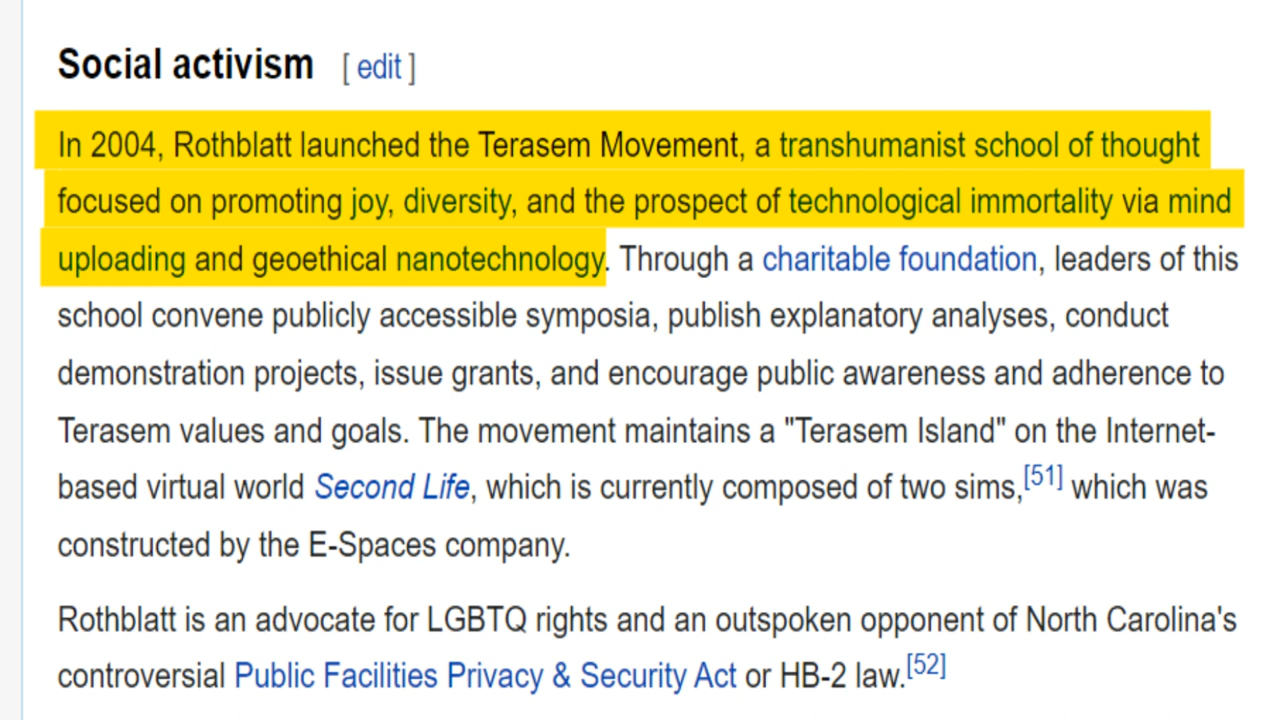 Social activism [ edit ]
In 2004, Rothblatt launched the Terasem Movement, a transhumanist school of thought
focused on promoting joy, diversity, and the prospect of technological immortality via mind
uploading and geoethical nanotechnology. Through a charitable foundation, leaders of this
school convene publicly accessible symposia, publish explanatory analyses, conduct
demonstration projects, issue grants, and encourage public awareness and adherence to
Terasem values and goals. The movement maintains a "Terasem Island" on the Internet-
based virtual world Second Life, which is currently composed of two sims,[51] which was
constructed by the E-Spaces company.
Rothblatt is an advocate for LGBTQ rights and an outspoken opponent of North Carolina's
controversial Public Facilities Privacy & Security Act or HB-2 law.[52]